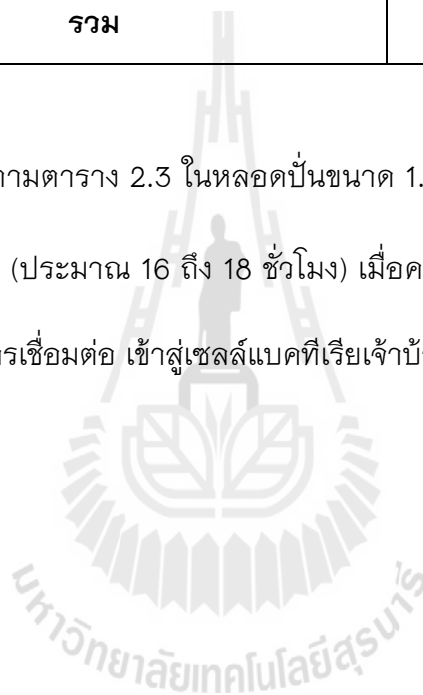 รวม
ตามตาราง 2.3 ในหลอดปั่นขนาด 1.
(ประมาณ 16 ถึง 18 ชั่วโมง) เมื่อค
รเชื่อมต่อ เข้าสู่เซลล์แบคทีเรียเจ้าบ้
มหาวิทยาลัยเทคโนโลยีสุรนารี